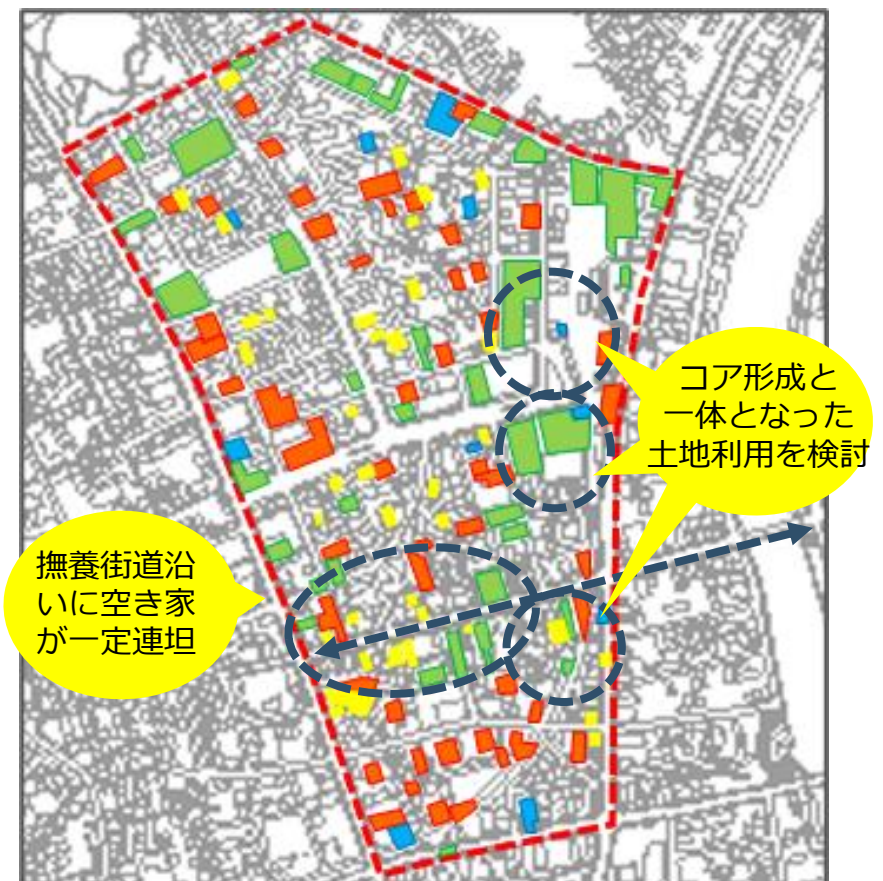 コア形成と
一体となった
土地利用を検討
撫養街道沿
いに空き家
が一定連坦